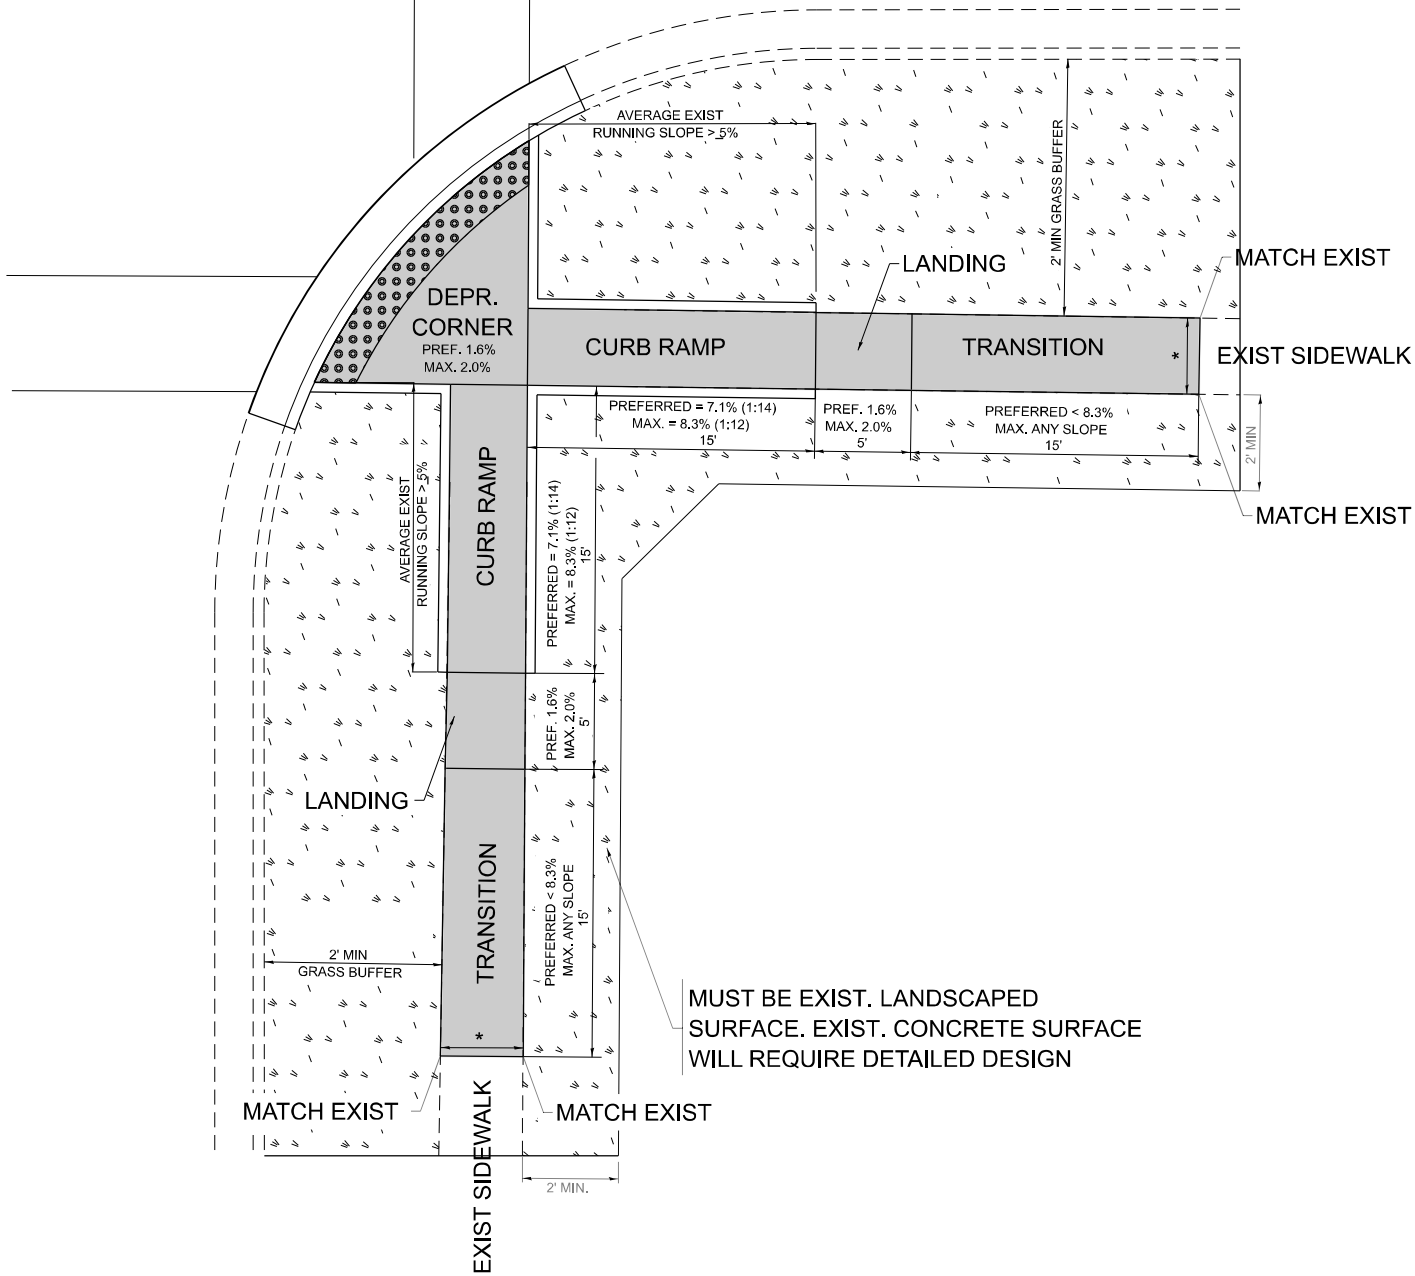 AVERAGE EXIST
RUNNING SLOPE > 5%
2' MIN GRASS BUFFER
MATCH EXIST
LANDING
DEPR.
CORNER
PREF. 1.6%
MAX. 2.0%
CURB RAMP
TRANSITION
*
EXIST SIDEWALK
PREFERRED = 7.1% (1:14)
MAX. = 8.3% (1:12)
15'
PREF. 1.6%
MAX. 2.0%
5'
PREFERRED < 8.3%
MAX. ANY SLOPE
15'
2' MIN
MATCH EXIST
AVERAGE EXIST
RUNNING SLOPE > 5%
CURB RAMP
PREFERRED = 7.1% (1:14)
MAX. = 8.3% (1:12)
15'
PREF. 1.6%
MAX. 2.0%
5'
LANDING
TRANSITION
PREFERRED < 8.3%
MAX. ANY SLOPE
15'
2' MIN
GRASS BUFFER
MUST BE EXIST. LANDSCAPED
SURFACE. EXIST. CONCRETE SURFACE
WILL REQUIRE DETAILED DESIGN
*
MATCH EXIST
MATCH EXIST
EXIST SIDEWALK
2' MIN.